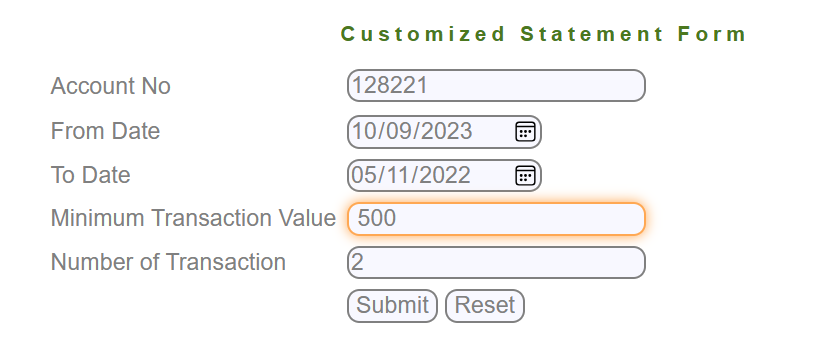 Customized Statement Form
Account No 128221
From Date 10/09/2023
To Date 05/11/2022
Minimum Transaction Value 500
Number of Transaction 2
Submit Reset